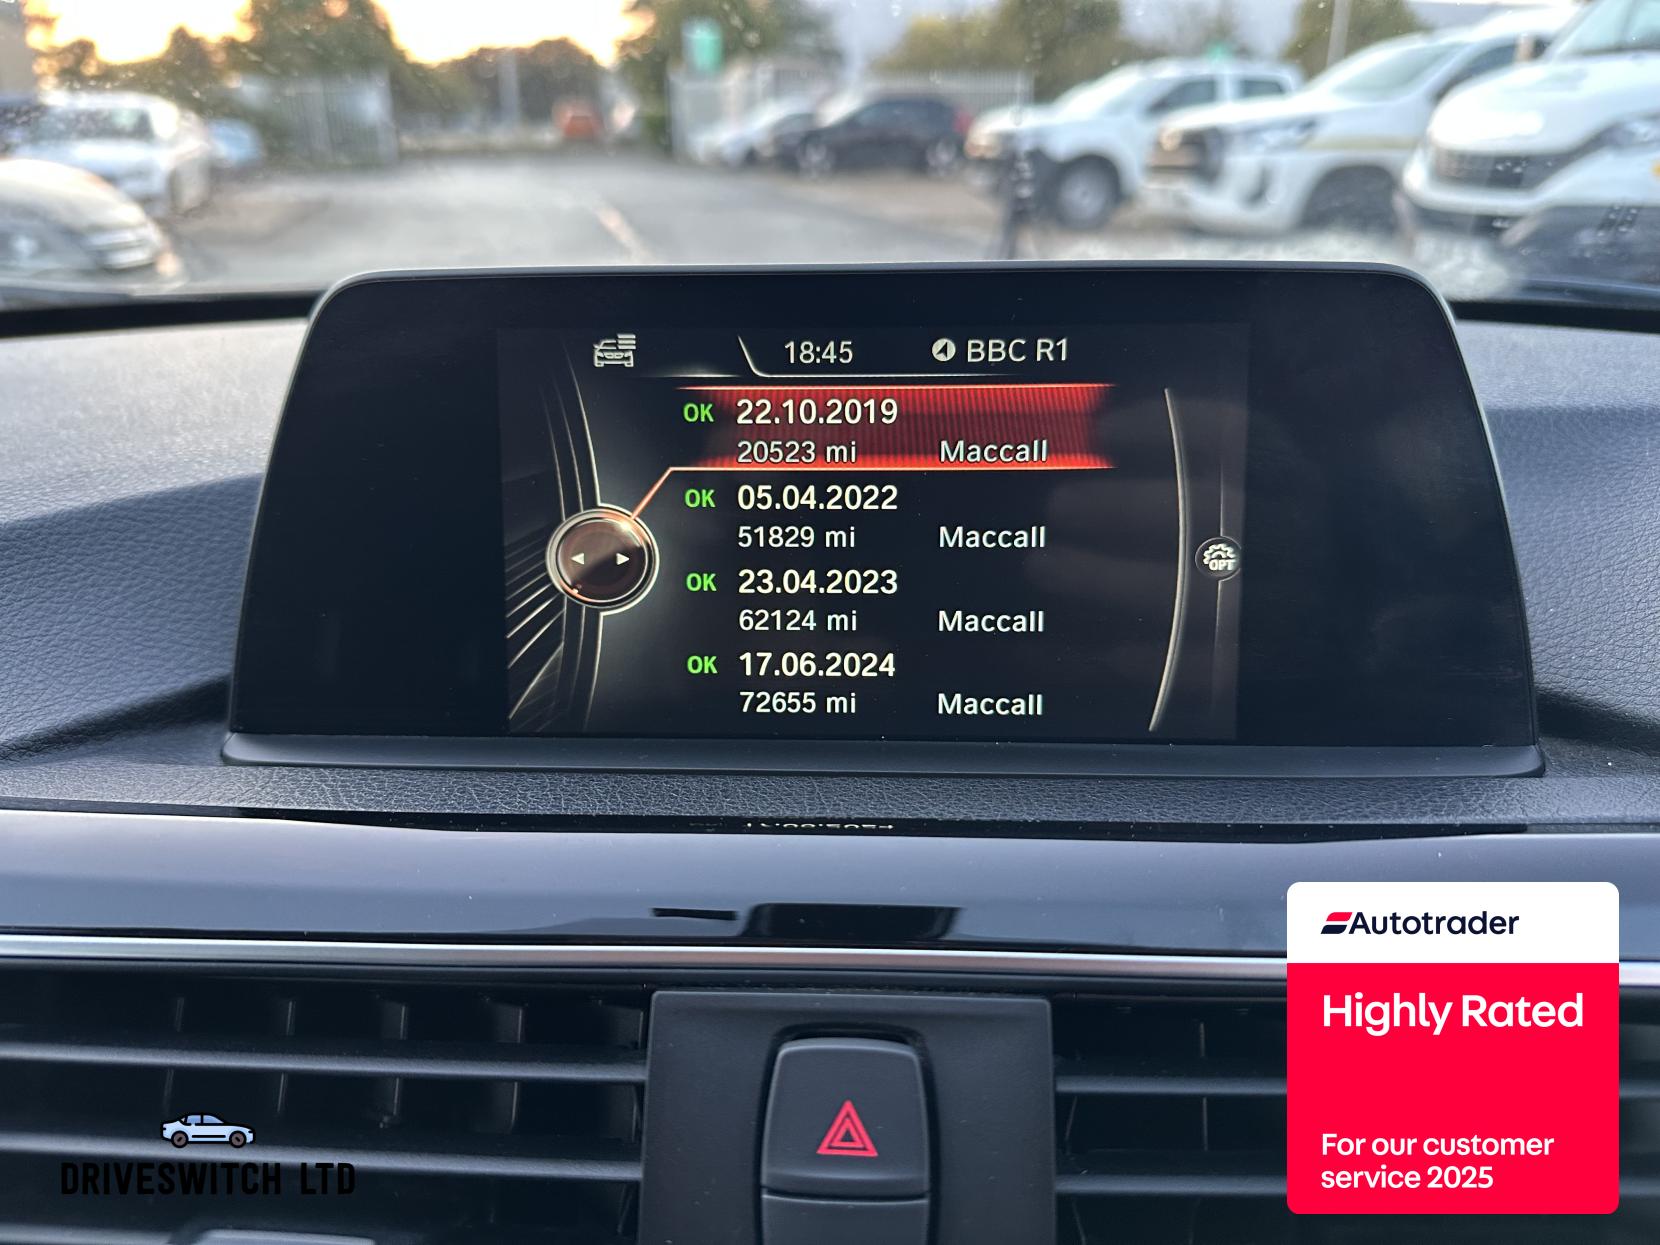 18:45 BBC R1
OK 22.10.2019
20523 mi Maccall
OK 05.04.2022
51829 mi Maccall
OK 23.04.2023
62124 mi Maccall
OK 17.06.2024
72655 mi Maccall
OPT
Autotrader
Highly Rated
For our customer
service 2025
DRIVESWITCH LTD